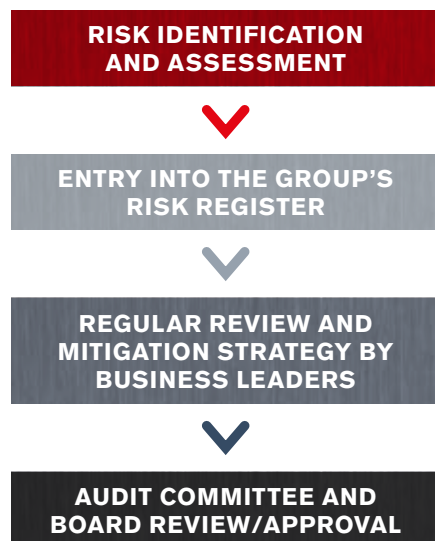 RISK IDENTIFICATION
AND ASSESSMENT
ENTRY INTO THE GROUP’S
RISK REGISTER
REGULAR REVIEW AND
MITIGATION STRATEGY BY
BUSINESS LEADERS
AUDIT COMMITTEE AND
BOARD REVIEW/APPROVAL